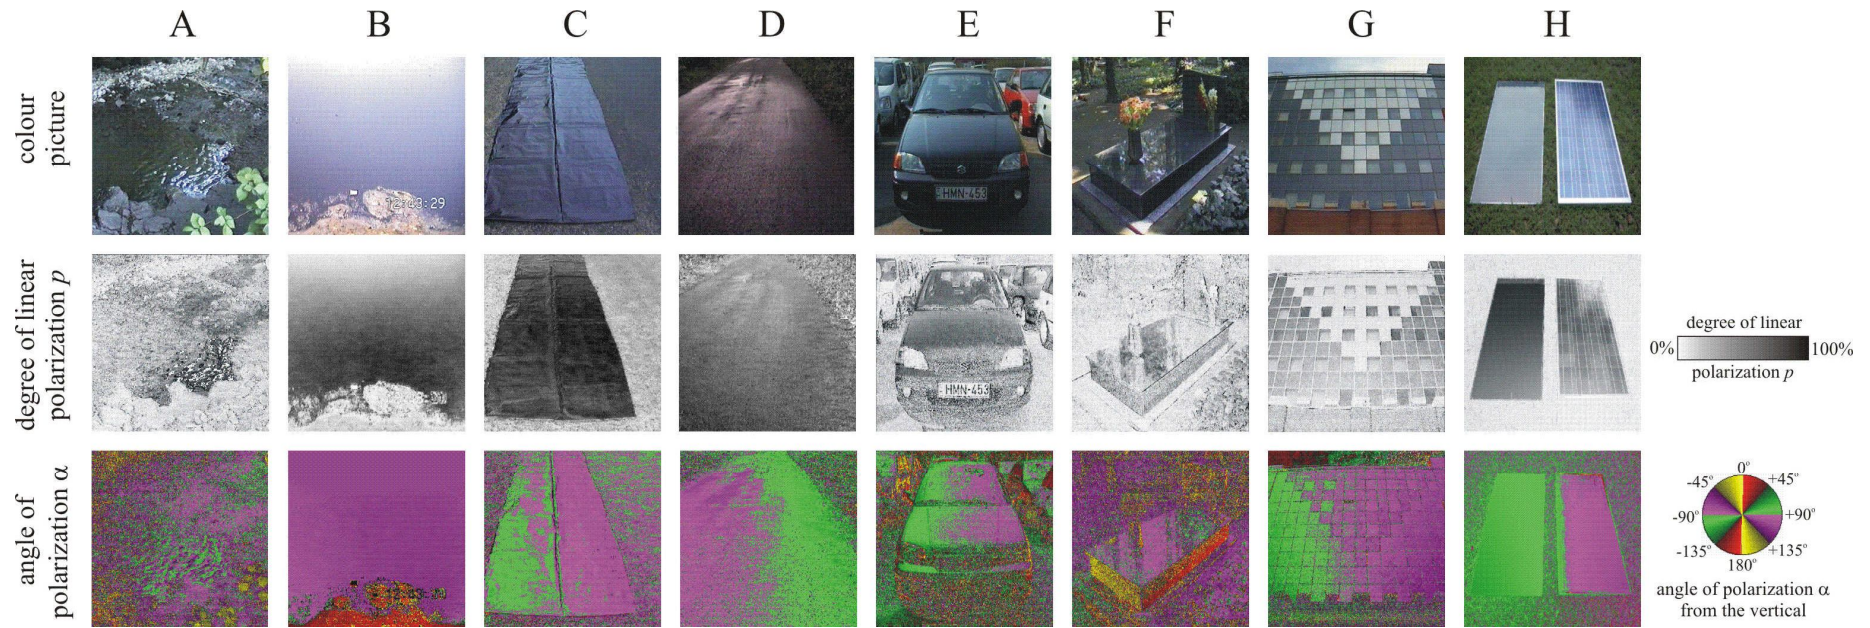 A B C D E F G H
colour
picture
12:43:29
HMN-453
degree of linear
polarization p
HMN-453
degree of linear
0% 100%
polarization p
angle of
polarization α
0°
-45° +45°
-90° +90°
-135° +135°
180°
angle of polarization α
from the vertical